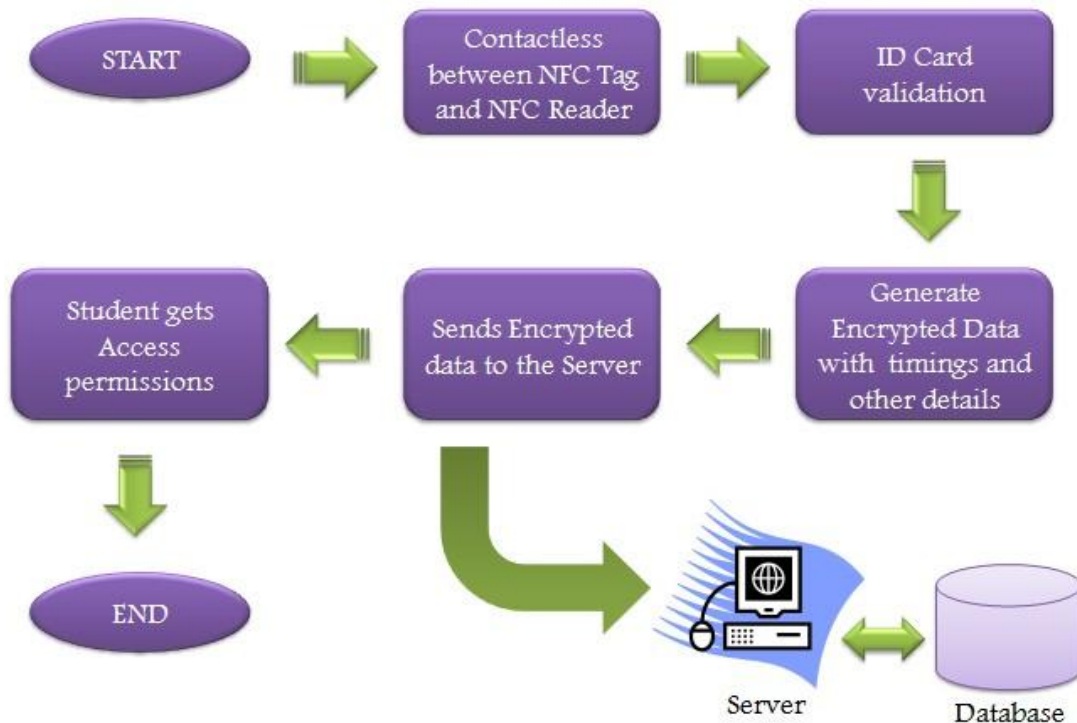 START
Contactless
between NFC Tag
and NFC Reader
ID Card
validation
Generate
Encrypted Data
with timings and
other details
Sends Encrypted
data to the Server
Student gets
Access
permissions
END
Server
Database